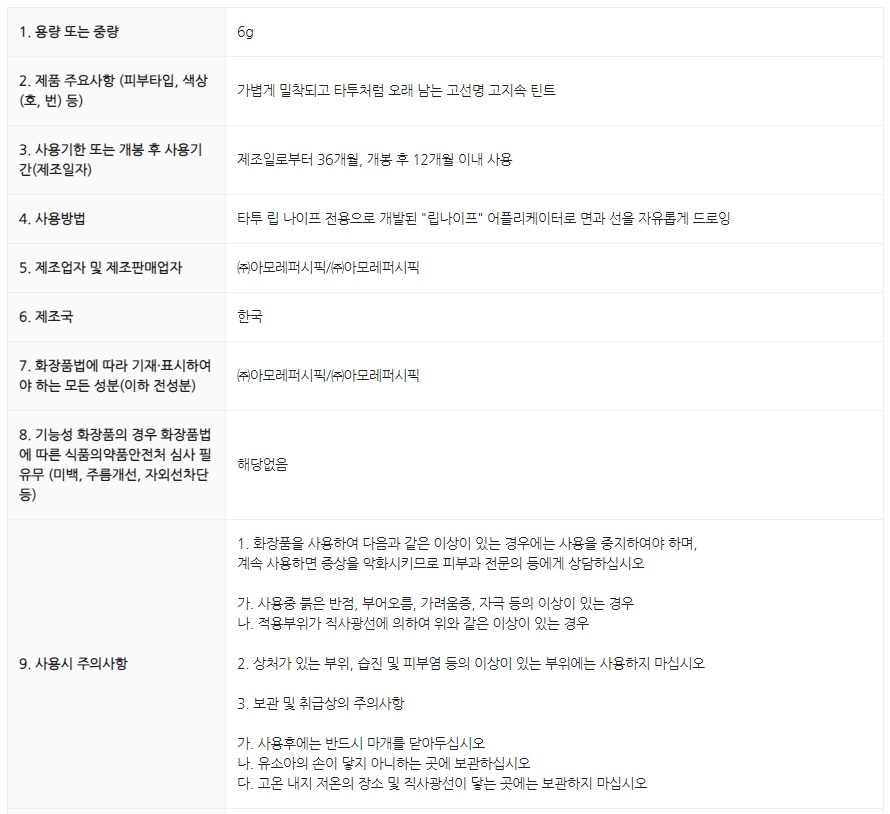 1. 용량 또는 중량
6g
2. 제품 주요사항 (피부타입, 색상
(호, 번) 등)
가볍게 밀착되고 타투처럼 오래 남는 고선명 고지속 틴트
3. 사용기한 또는 개봉 후 사용기
간(제조일자)
제조일로부터 36개월, 개봉 후 12개월 이내 사용
4. 사용방법
타투 립 나이프 전용으로 개발된 "립나이프" 어플리케이터로 면과 선을 자유롭게 드로잉
5. 제조업자 및 제조판매업자
㈜아모레퍼시픽/㈜아모레퍼시픽
6. 제조국
한국
7. 화장품법에 따라 기재·표시하여
야 하는 모든 성분(이하 전성분)
㈜아모레퍼시픽/㈜아모레퍼시픽
8. 기능성 화장품의 경우 화장품법
에 따른 식품의약품안전처 심사 필
유무 (미백, 주름개선, 자외선차단
등)
해당없음
9. 사용시 주의사항
1. 화장품을 사용하여 다음과 같은 이상이 있는 경우에는 사용을 중지하여야 하며,
계속 사용하면 증상을 악화시키므로 피부과 전문의 등에게 상담하십시오
가. 사용중 붉은 반점, 부어오름, 가려움증, 자극 등의 이상이 있는 경우
나. 적용부위가 직사광선에 의하여 위와 같은 이상이 있는 경우
2. 상처가 있는 부위, 습진 및 피부염 등의 이상이 있는 부위에는 사용하지 마십시오
3. 보관 및 취급상의 주의사항
가. 사용후에는 반드시 마개를 닫아두십시오
나. 유소아의 손이 닿지 아니하는 곳에 보관하십시오
다. 고온 내지 저온의 장소 및 직사광선이 닿는 곳에는 보관하지 마십시오